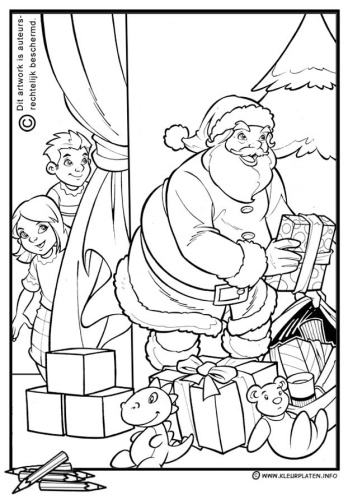 Dit artwork is auteurs-
rechtelijk beschermd.
©
© WWW.KLEURPLATEN.INFO